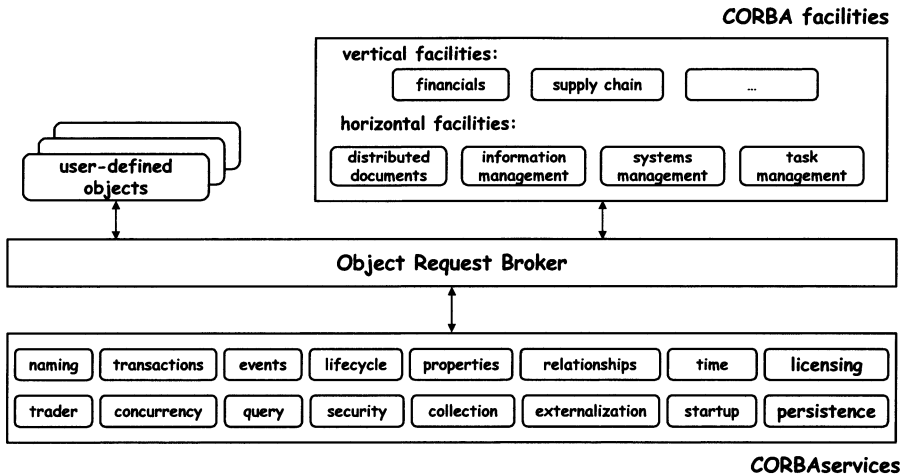 CORBA facilities
vertical facilities:
financials
supply chain
...
horizontal facilities:
distributed
documents
information
management
systems
management
task
management
user-defined
objects
Object Request Broker
naming
transactions
events
lifecycle
properties
relationships
time
licensing
trader
concurrency
query
security
collection
externalization
startup
persistence
CORBAservices